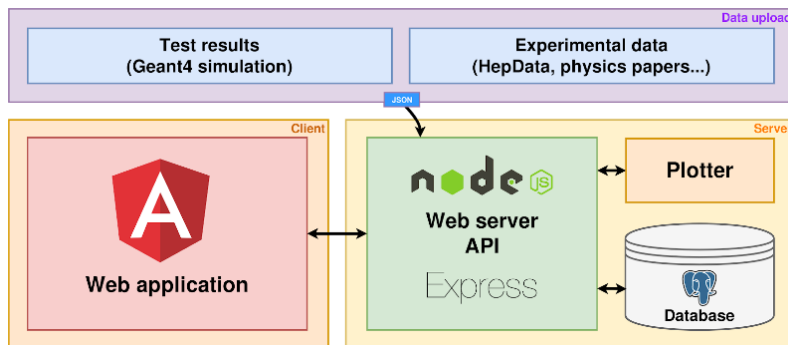 Data upload
Test results
(Geant4 simulation)
Experimental data
(HepData, physics papers...)
JSON
Client
Server
A
Web application
node
JS
Web server
API
Express
Plotter
Database